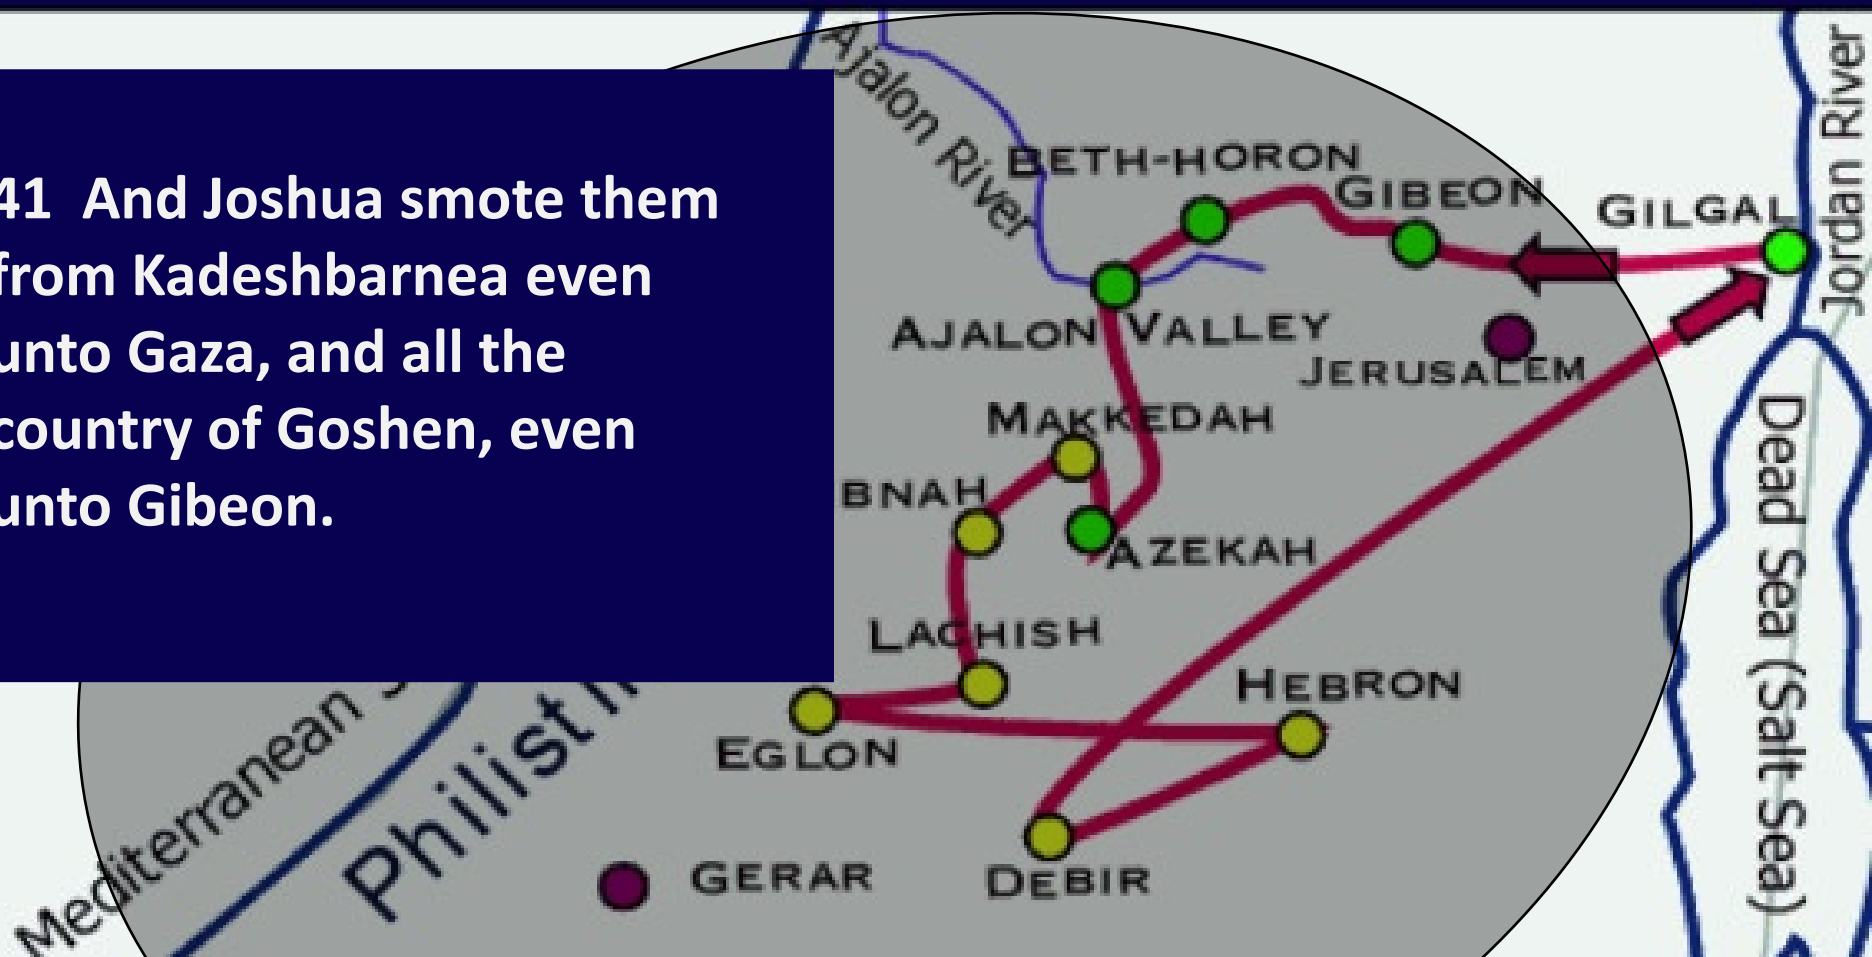 41 And Joshua smote them
from Kadeshbarnea even
unto Gaza, and all the
country of Goshen, even
unto Gibeon.
Ajalon River
BETH-HORON
GIBEON
GILGAL
Jordan River
AJALON VALLEY
JERUSALEM
MAKKEDAH
BNAH
AZEKAH
LACHISH
HEBRON
EGLON
Dead Sea (Salt Sea)
Mediterranean
Philisti
GERAR
DEBIR